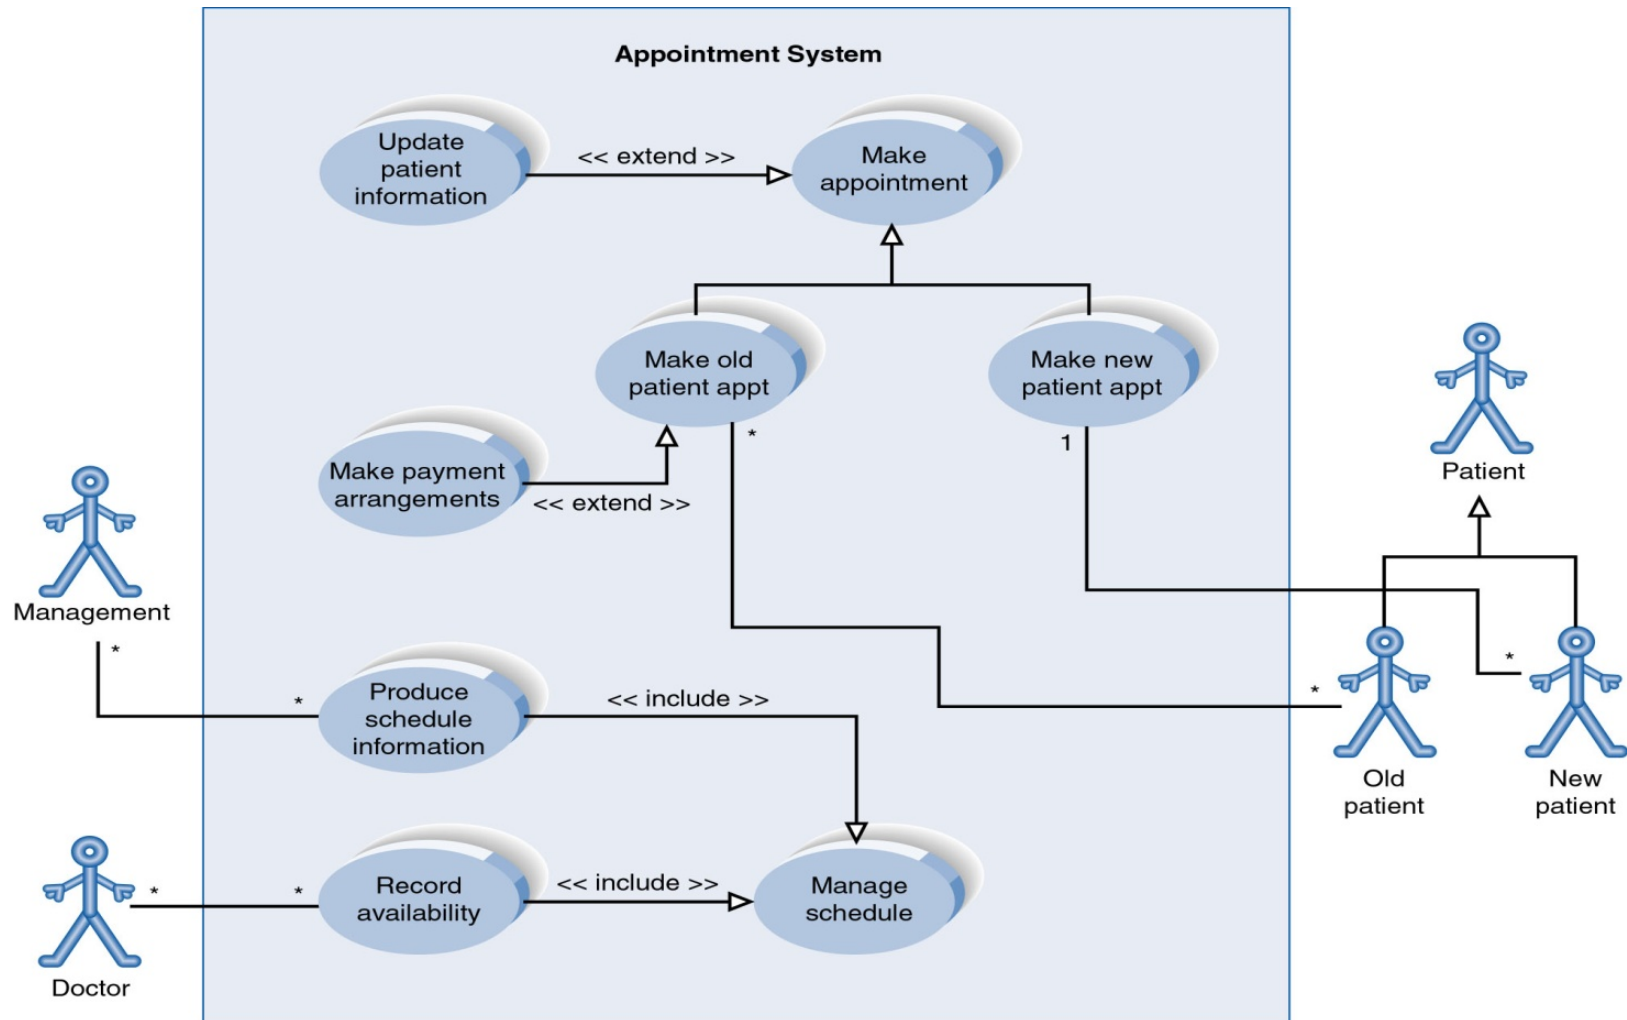 Appointment System
Update
patient
information
<< extend >>
Make
appointment
Make old
patient appt
Make new
patient appt
*
1
Make payment
arrangements
<< extend >>
Patient
Management
*
*
Produce
schedule
information
<< include >>
*
*
Old
patient
New
patient
Doctor
*
*
Record
availability
<< include >>
Manage
schedule